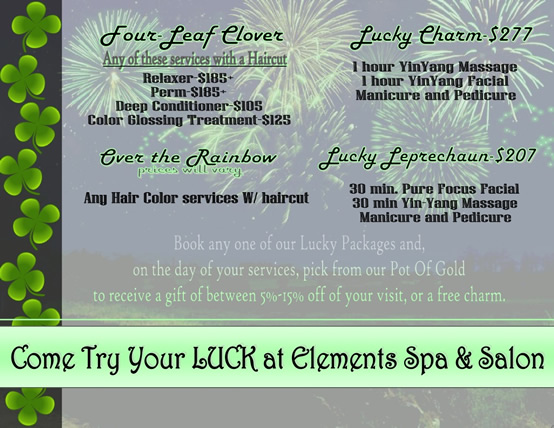 Four-Leaf Clover
Any of these services with a Haircut
Relaxer-$185+
Perm-$185+
Deep Conditioner-$105
Color Glossing Treatment-$125
Lucky Charm-$277
1 hour YinYang Massage
1 hour YinYang Facial
Manicure and Pedicure
Over the Rainbow
prices will vary
Any Hair Color services W/ haircut
Lucky Leprechaun-$207
30 min. Pure Focus Facial
30 min Yin-Yang Massage
Manicure and Pedicure
Book any one of our Lucky Packages and,
on the day of your services, pick from our Pot Of Gold
to receive a gift of between 5%-15% off of your visit, or a free charm.
Come Try Your LUCK at Elements Spa & Salon